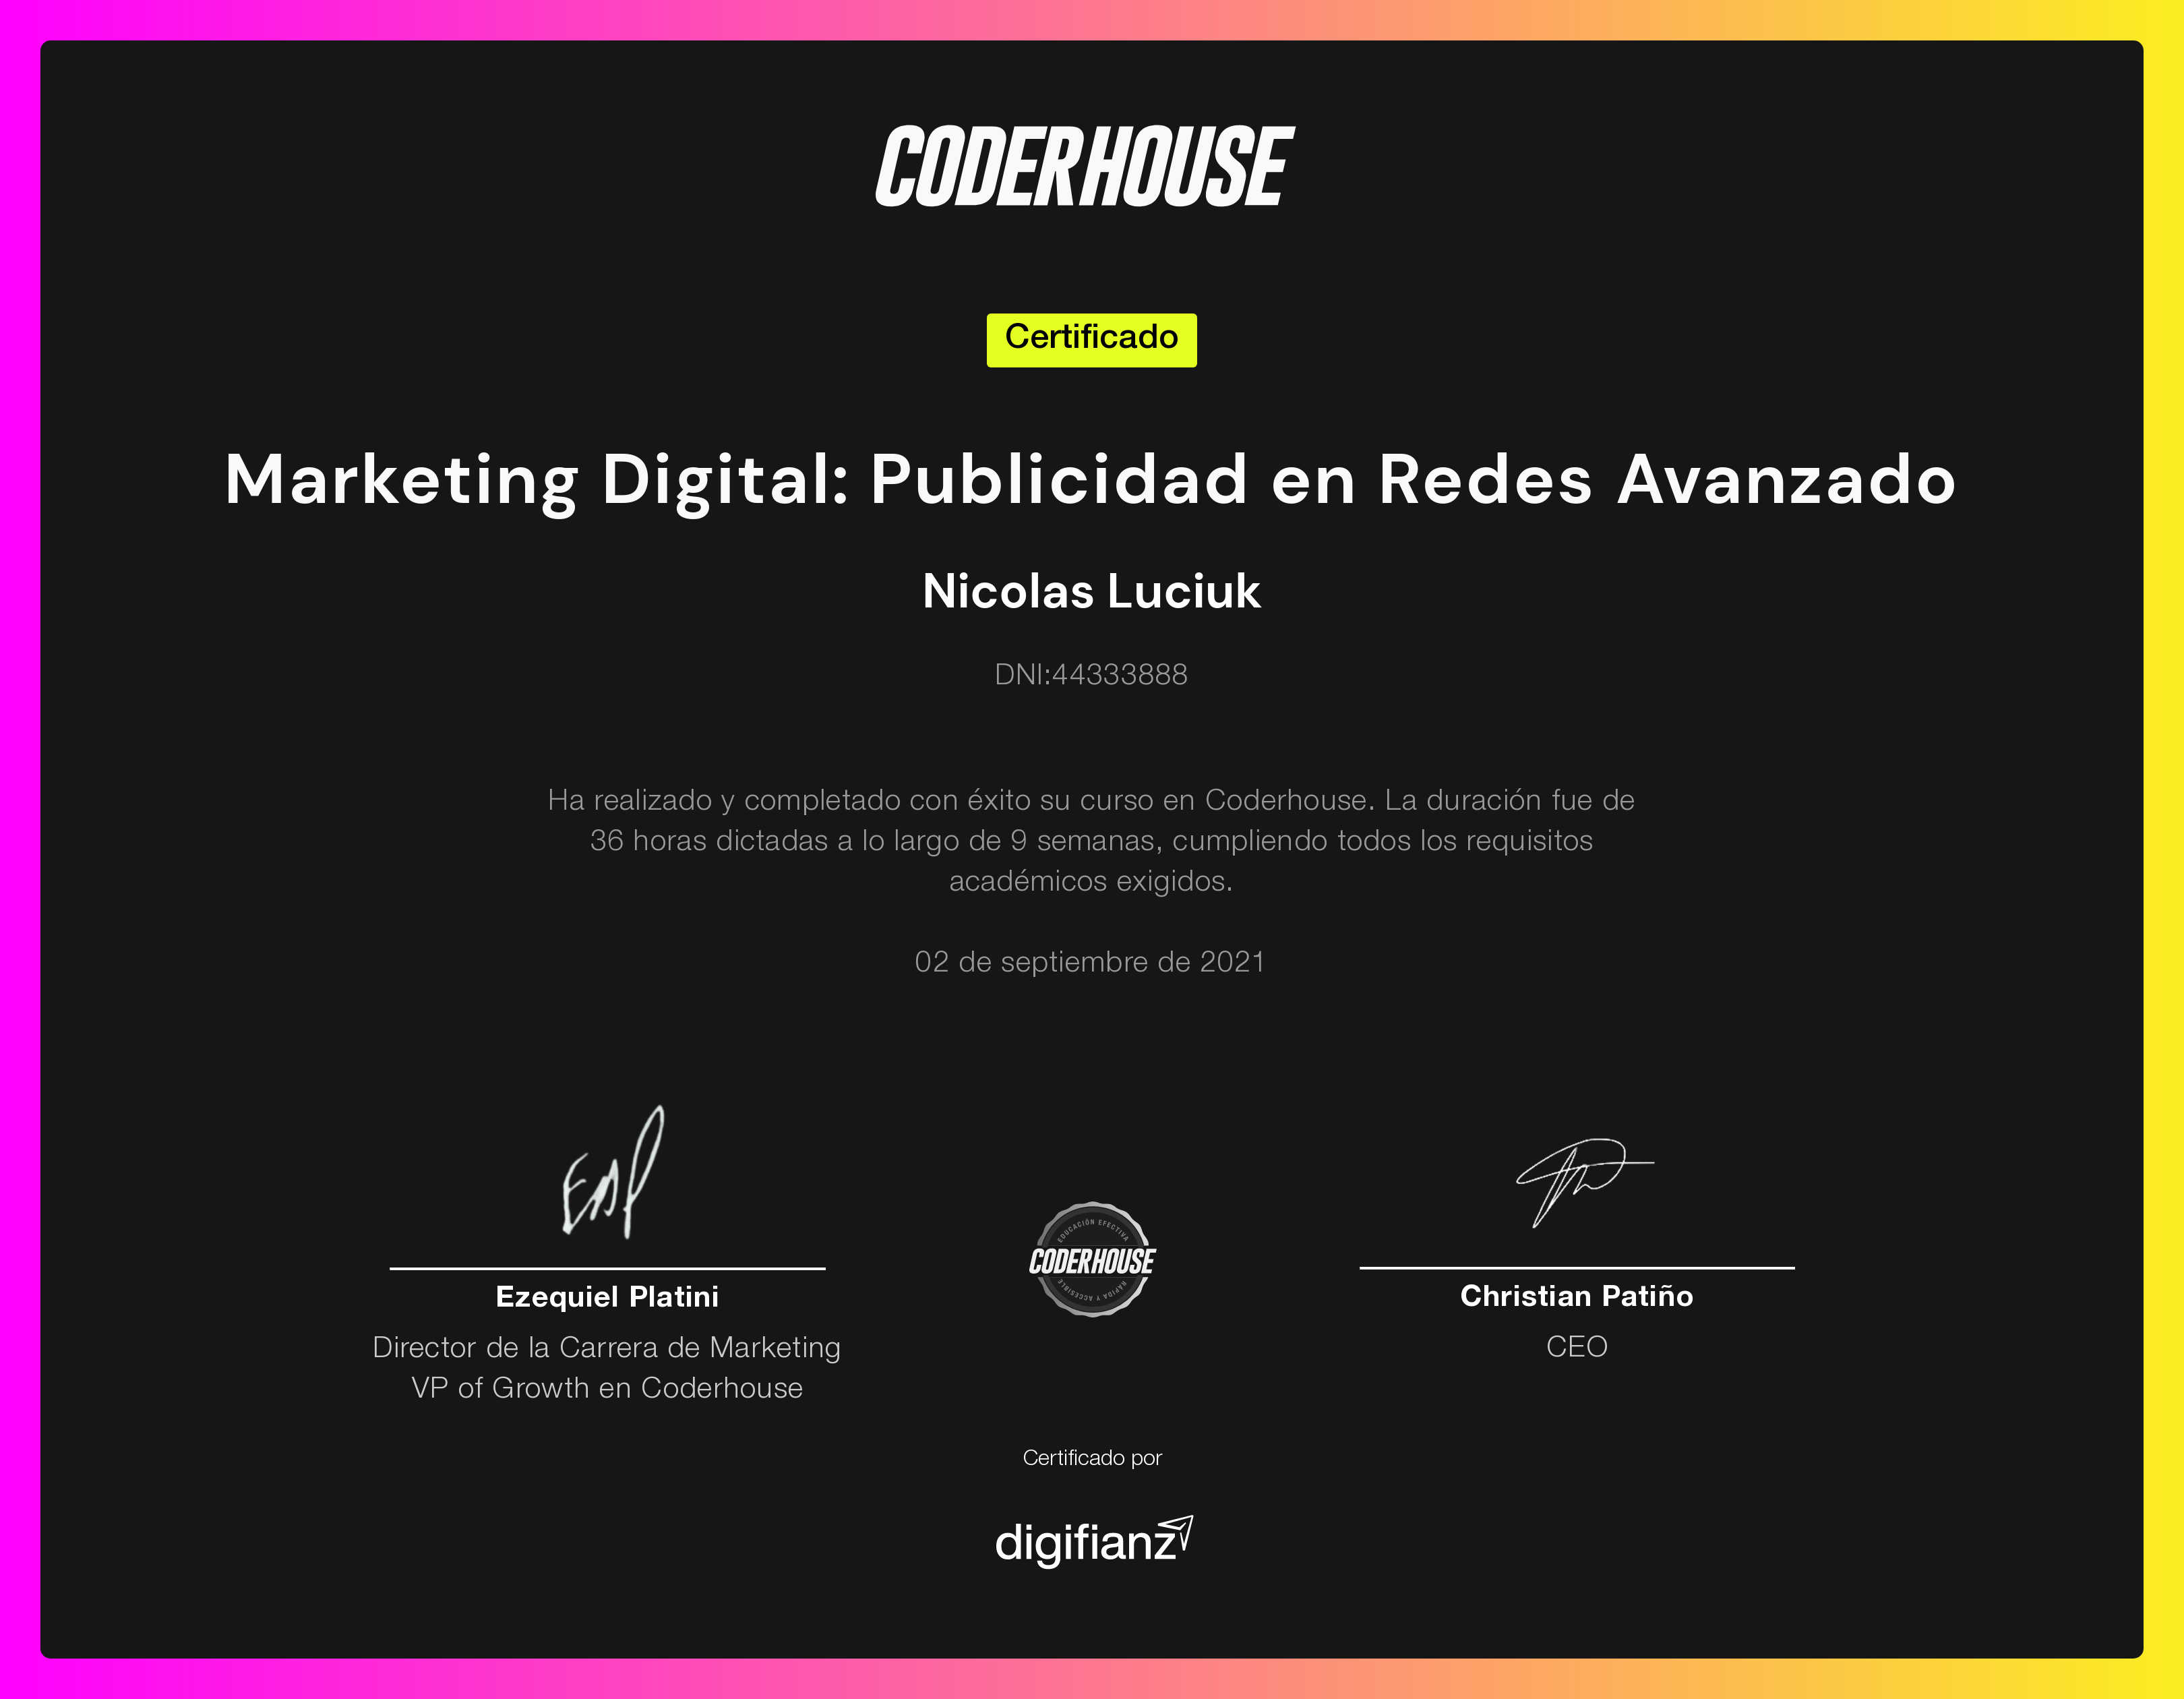 CODERHOUSE
Certificado
Marketing Digital: Publicidad en Redes Avanzado
Nicolas Luciuk
DNI:44333888
Ha realizado y completado con éxito su curso en Coderhouse. La duración fue de
36 horas dictadas a lo largo de 9 semanas, cumpliendo todos los requisitos
académicos exigidos.
02 de septiembre de 2021
Ezequiel Platini
Director de la Carrera de Marketing
VP of Growth en Coderhouse
EDUCACIÓN EFECTIVA
CODERHOUSE
RÁPIDA Y ACCESIBLE
Christian Patiño
CEO
Certificado por
digifianz